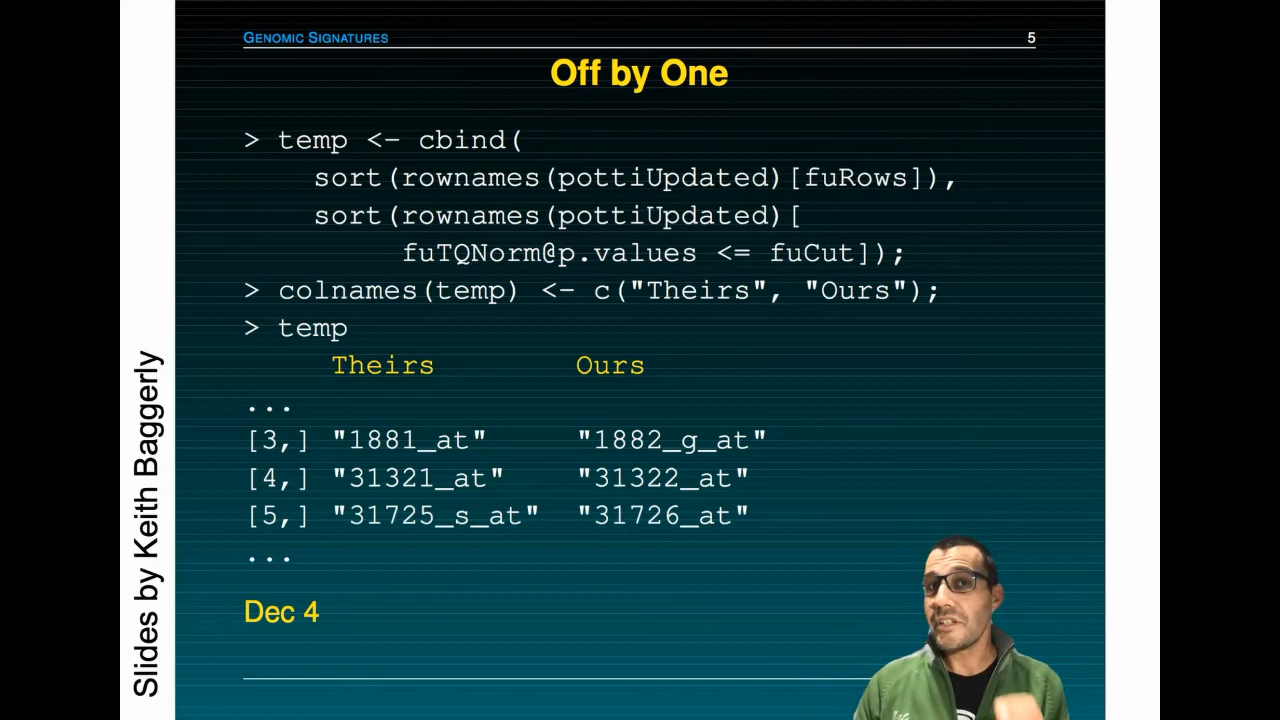 GENOMIC SIGNATURES 5
Off by One
> temp <- cbind(
sort(rownames(pottiUpdated)[fuRows]),
sort(rownames(pottiUpdated)[
fuTQNorm@p.values <= fuCut]);
> colnames(temp) <- c("Theirs", "Ours");
> temp
Theirs Ours
...
[3,] "1881_at" "1882_g_at"
[4,] "31321_at" "31322_at"
[5,] "31725_s_at" "31726_at"
...
Dec 4
Slides by Keith Baggerly